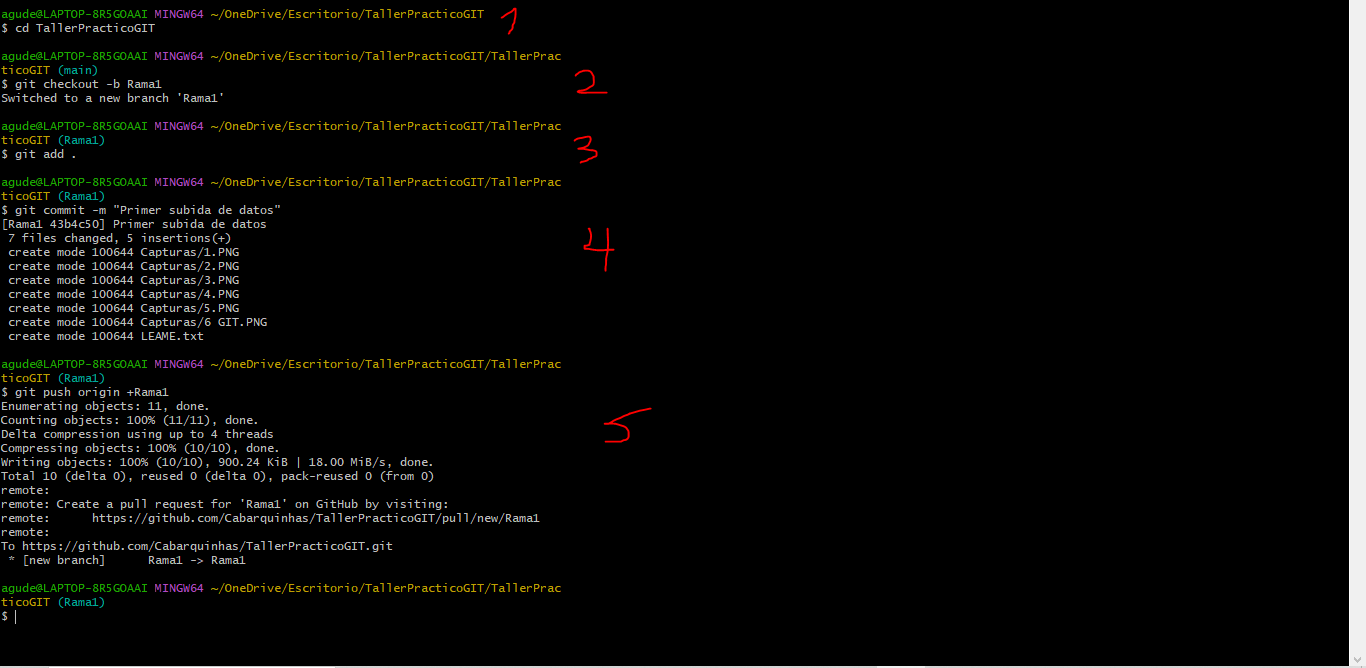 agude@LAPTOP-8R5GOAAI MINGW64 ~/OneDrive/Escritorio/TallerPracticoGIT 1
$ cd TallerPracticoGIT
agude@LAPTOP-8R5GOAAI MINGW64 ~/OneDrive/Escritorio/TallerPracticoGIT/TallerPrac
ticoGIT (main)
$ git checkout -b Rama1 2
Switched to a new branch 'Rama1'
agude@LAPTOP-8R5GOAAI MINGW64 ~/OneDrive/Escritorio/TallerPracticoGIT/TallerPrac
ticoGIT (Rama1) 3
$ git add .
agude@LAPTOP-8R5GOAAI MINGW64 ~/OneDrive/Escritorio/TallerPracticoGIT/TallerPrac
ticoGIT (Rama1)
$ git commit -m "Primer subida de datos"
[Rama1 43b4c50] Primer subida de datos
 7 files changed, 5 insertions(+) 4
 create mode 100644 Capturas/1.PNG
 create mode 100644 Capturas/2.PNG
 create mode 100644 Capturas/3.PNG
 create mode 100644 Capturas/4.PNG
 create mode 100644 Capturas/5.PNG
 create mode 100644 Capturas/6 GIT.PNG
 create mode 100644 LEAME.txt
agude@LAPTOP-8R5GOAAI MINGW64 ~/OneDrive/Escritorio/TallerPracticoGIT/TallerPrac
ticoGIT (Rama1)
$ git push origin +Rama1
Enumerating objects: 11, done.
Counting objects: 100% (11/11), done. 5
Delta compression using up to 4 threads
Compressing objects: 100% (10/10), done.
Writing objects: 100% (10/10), 900.24 KiB | 18.00 MiB/s, done.
Total 10 (delta 0), reused 0 (delta 0), pack-reused 0 (from 0)
remote:
remote: Create a pull request for 'Rama1' on GitHub by visiting:
remote:      https://github.com/Cabarquinhas/TallerPracticoGIT/pull/new/Rama1
remote:
To https://github.com/Cabarquinhas/TallerPracticoGIT.git
 * [new branch]      Rama1 -> Rama1
agude@LAPTOP-8R5GOAAI MINGW64 ~/OneDrive/Escritorio/TallerPracticoGIT/TallerPrac
ticoGIT (Rama1)
$